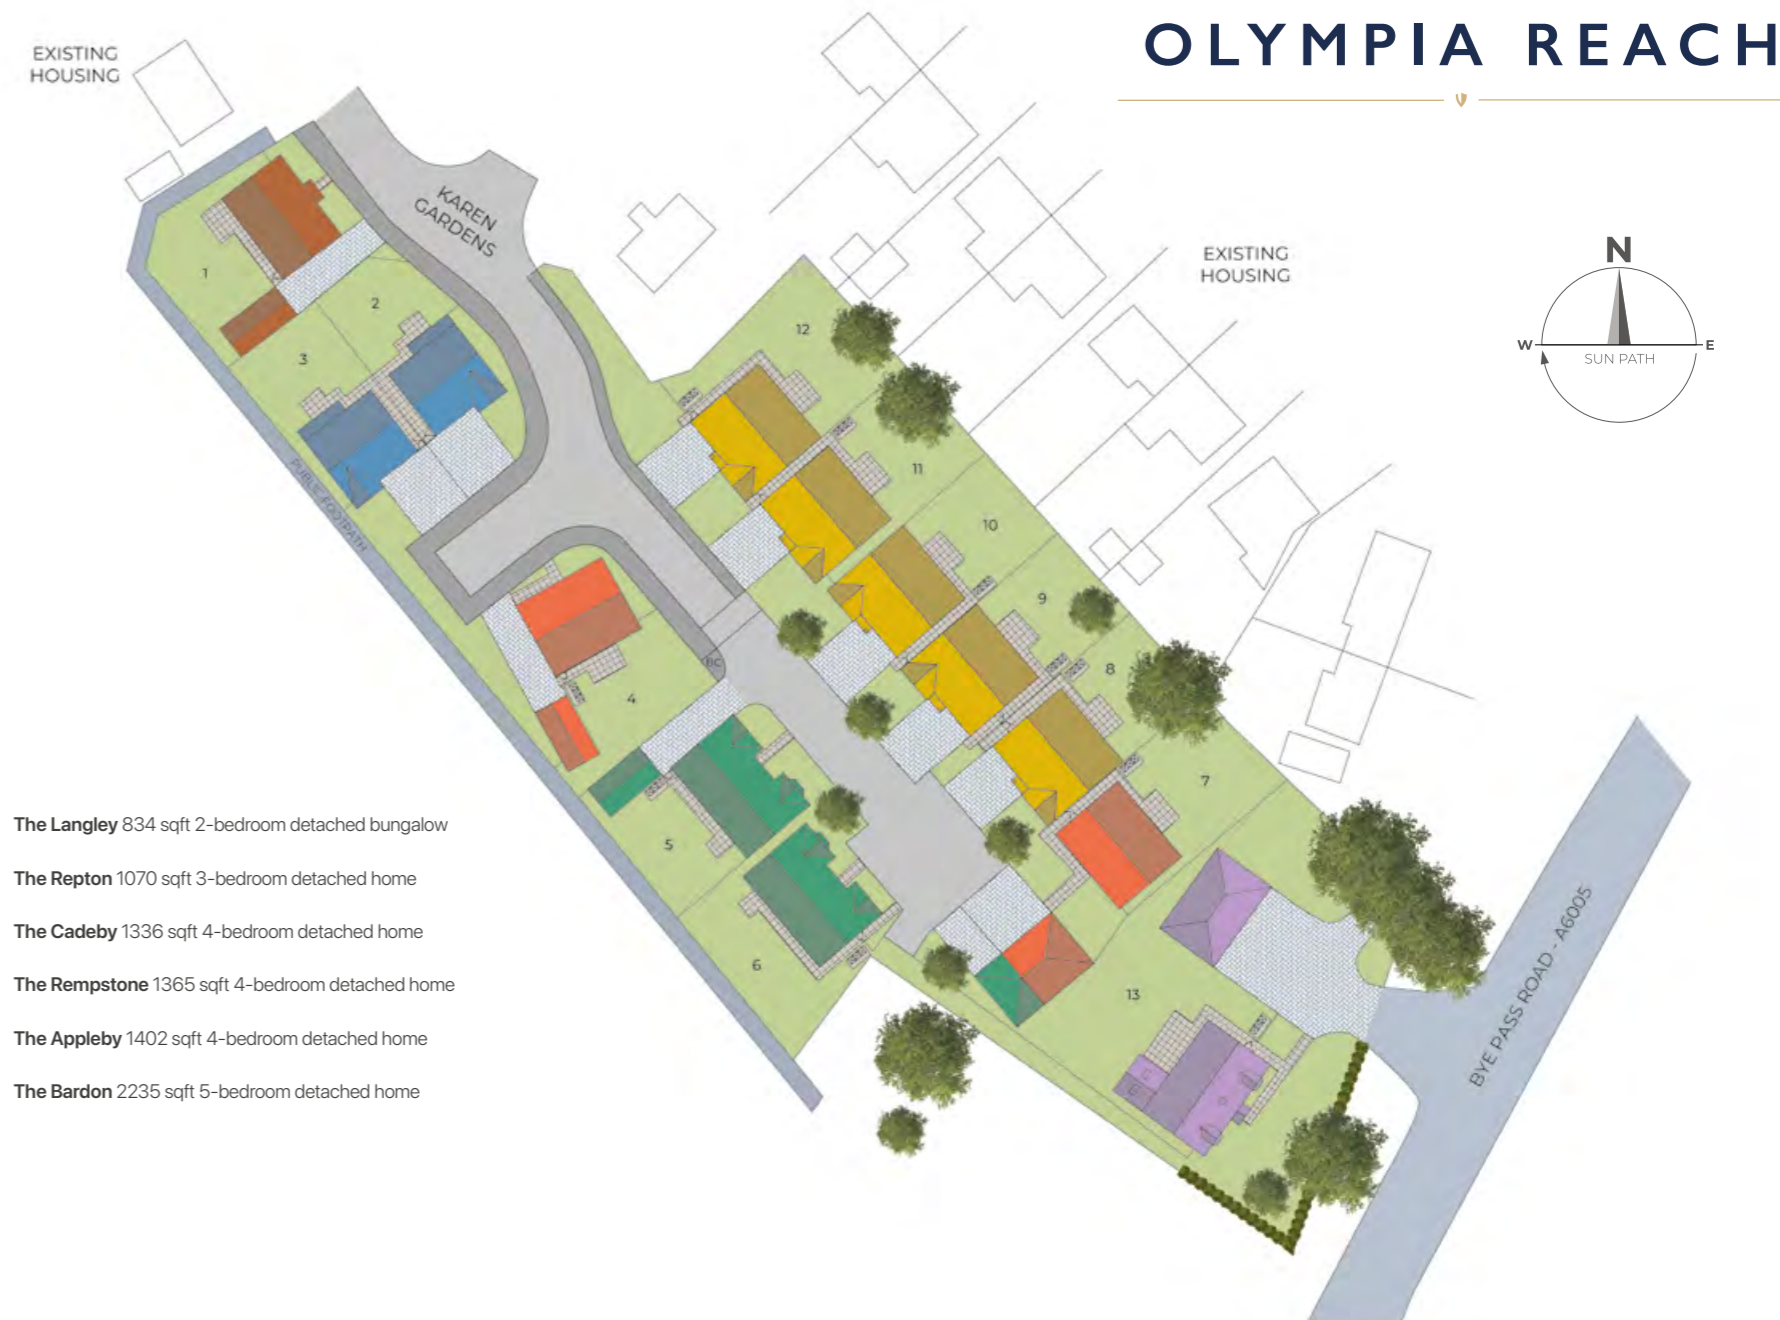 OLYMPIA REACH
EXISTING
HOUSING
KAREN
GARDENS
EXISTING
HOUSING
N
W
E
SUN PATH
1
2
3
12
11
10
9
8
7
PUBLIC FOOTPATH
BC
4
5
6
13
BYE PASS ROAD - A6005
The Langley 834 sqft 2-bedroom detached bungalow
The Repton 1070 sqft 3-bedroom detached home
The Cadeby 1336 sqft 4-bedroom detached home
The Rempstone 1365 sqft 4-bedroom detached home
The Appleby 1402 sqft 4-bedroom detached home
The Bardon 2235 sqft 5-bedroom detached home